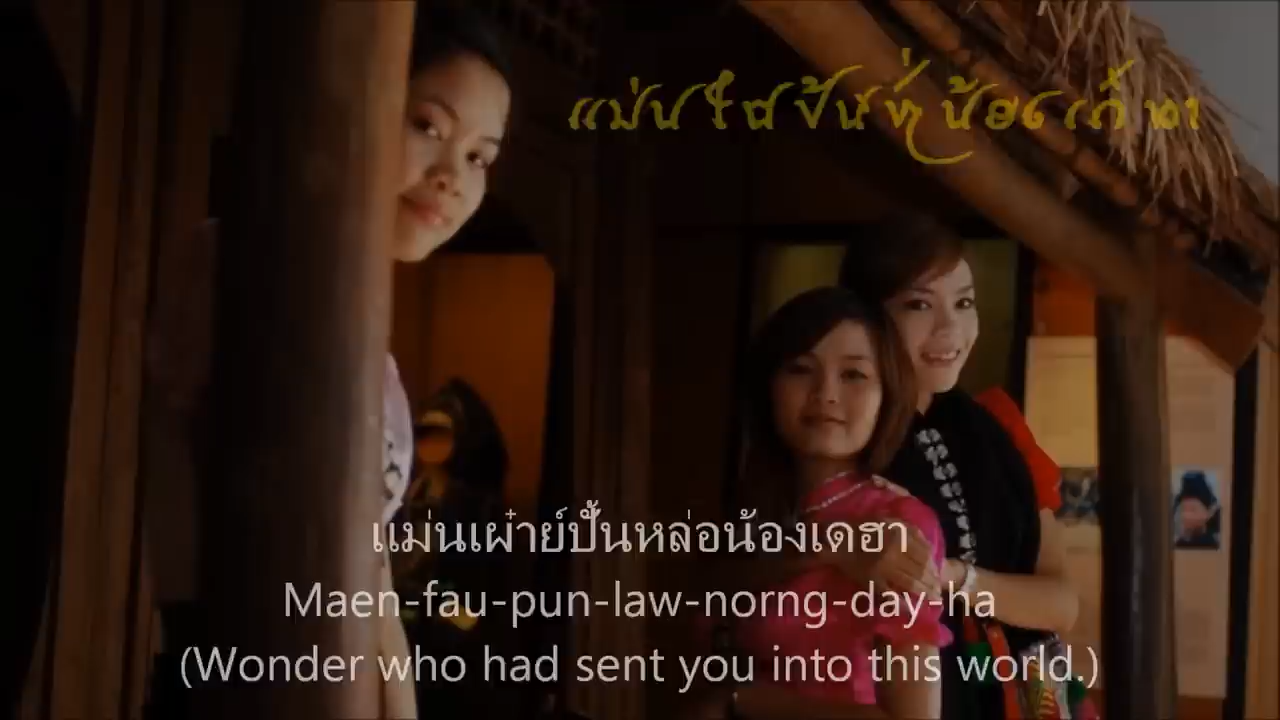 แม่นเผ๋ายปั้นหล่อน้องเดฮา
Maen-fau-pun-law-norng-day-ha
(Wonder who had sent you into this world.)